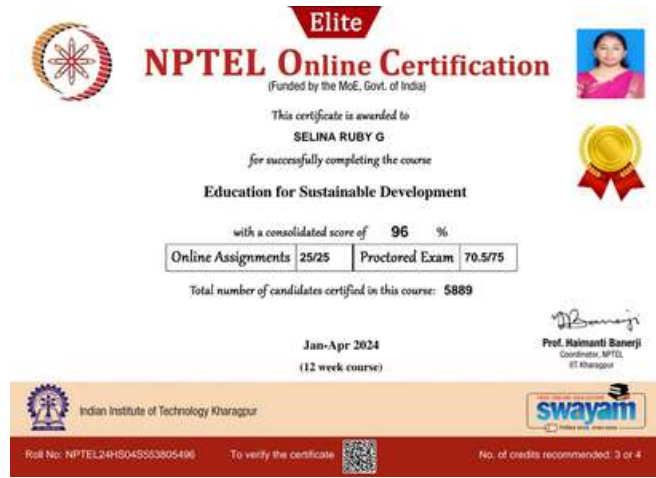 Elite
NPTEL Online Certification
(Funded by the MoE, Govt. of India)
This certificate is awarded to
SELINA RUBY G
for successfully completing the course
Education for Sustainable Development
with a consolidated score of 96 %
Online Assignments 25/25 Proctored Exam 70.5/75
Total number of candidates certified in this course: 5889
Jan-Apr 2024
(12 week course)
Prof. Haimanti Banerji
Coordinator, NPTEL
IIT Kharagpur
Indian Institute of Technology Kharagpur
swayam
Roll No: NPTEL24HS04S553805496 To verify the certificate No. of credits recommended: 3 or 4